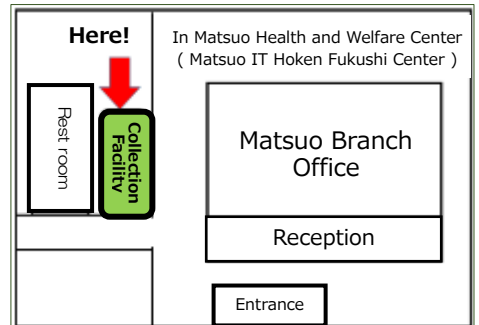 Here!
In Matsuo Health and Welfare Center
( Matsuo IT Hoken Fukushi Center )
Rest room
Collection
Facility
Matsuo Branch
Office
Reception
Entrance